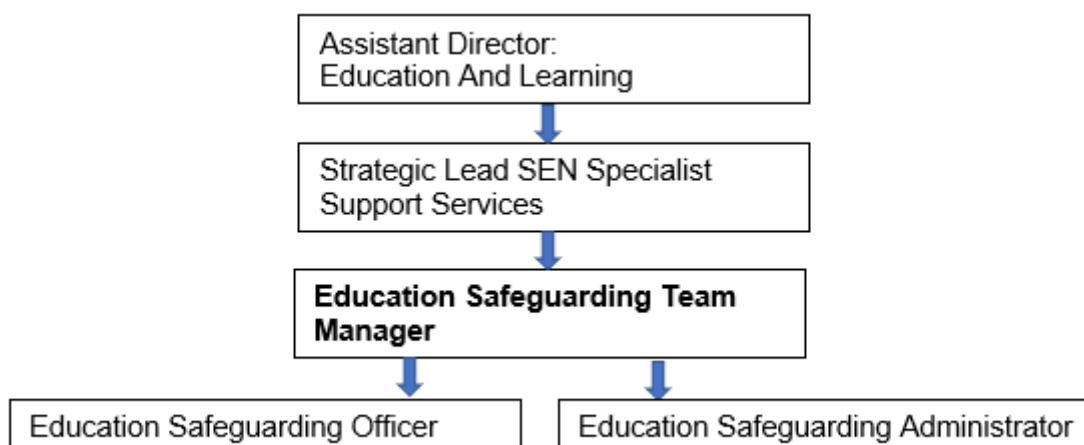 Assistant Director:
Education And Learning
Strategic Lead SEN Specialist
Support Services
Education Safeguarding Team
Manager
Education Safeguarding Officer
Education Safeguarding Administrator